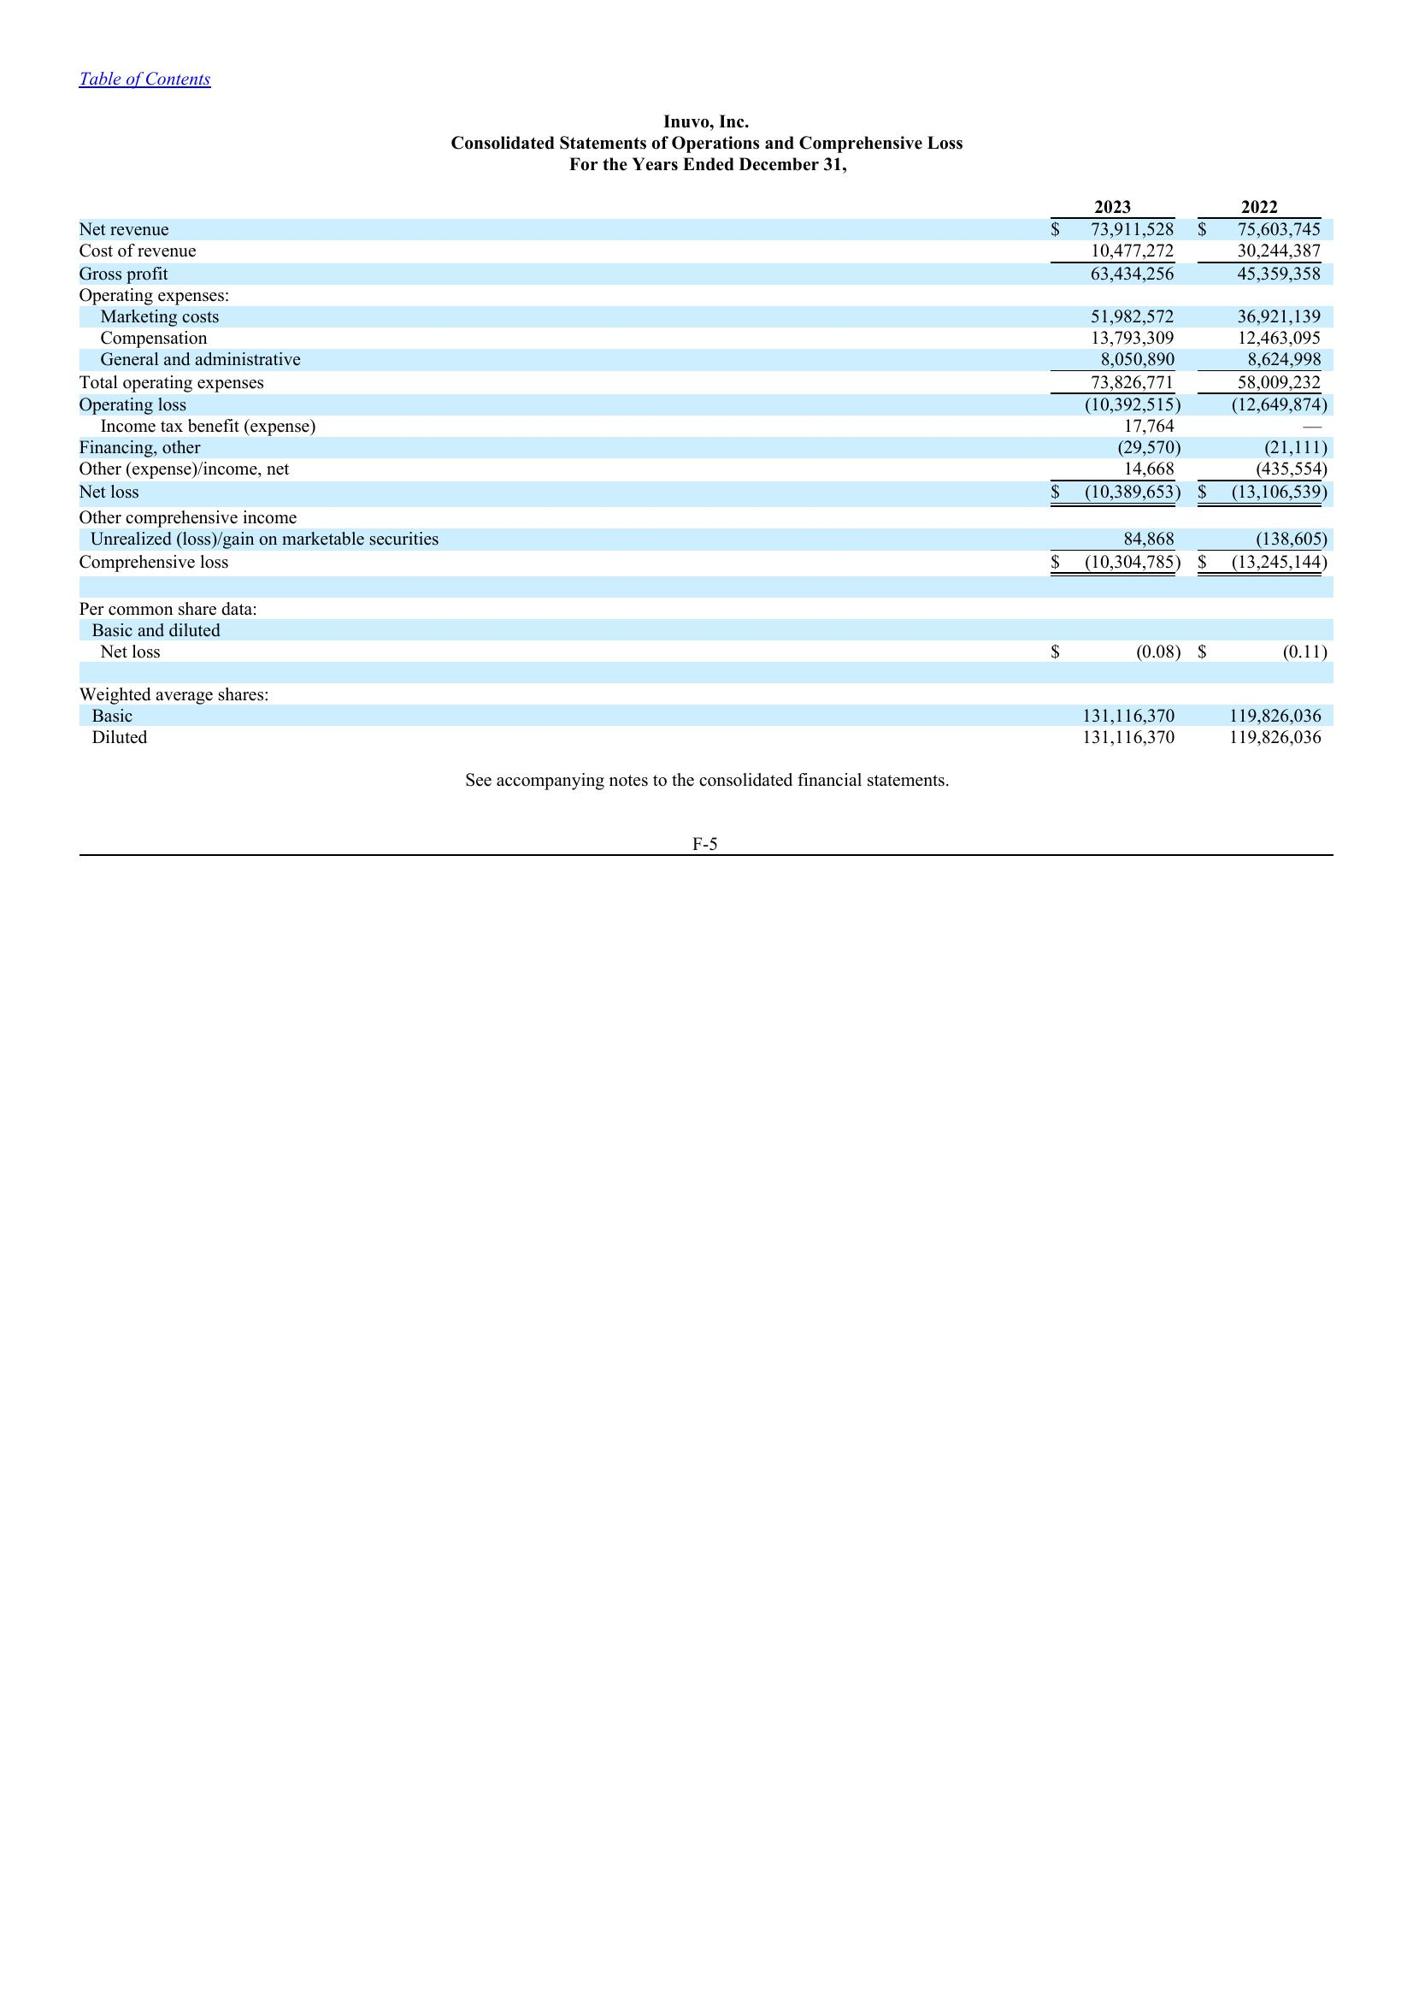 Table of Contents
Inuvo, Inc.
Consolidated Statements of Operations and Comprehensive Loss
For the Years Ended December 31,
2023 2022
Net revenue $ 73,911,528 $ 75,603,745
Cost of revenue 10,477,272 30,244,387
Gross profit 63,434,256 45,359,358
Operating expenses:
Marketing costs 51,982,572 36,921,139
Compensation 13,793,309 12,463,095
General and administrative 8,050,890 8,624,998
Total operating expenses 73,826,771 58,009,232
Operating loss (10,392,515) (12,649,874)
Income tax benefit (expense) 17,764 —
Financing, other (29,570) (21,111)
Other (expense)/income, net 14,668 (435,554)
Net loss $ (10,389,653) $ (13,106,539)
Other comprehensive income
Unrealized (loss)/gain on marketable securities 84,868 (138,605)
Comprehensive loss $ (10,304,785) $ (13,245,144)
Per common share data:
Basic and diluted
Net loss $ (0.08) $ (0.11)
Weighted average shares:
Basic 131,116,370 119,826,036
Diluted 131,116,370 119,826,036
See accompanying notes to the consolidated financial statements.
F-5